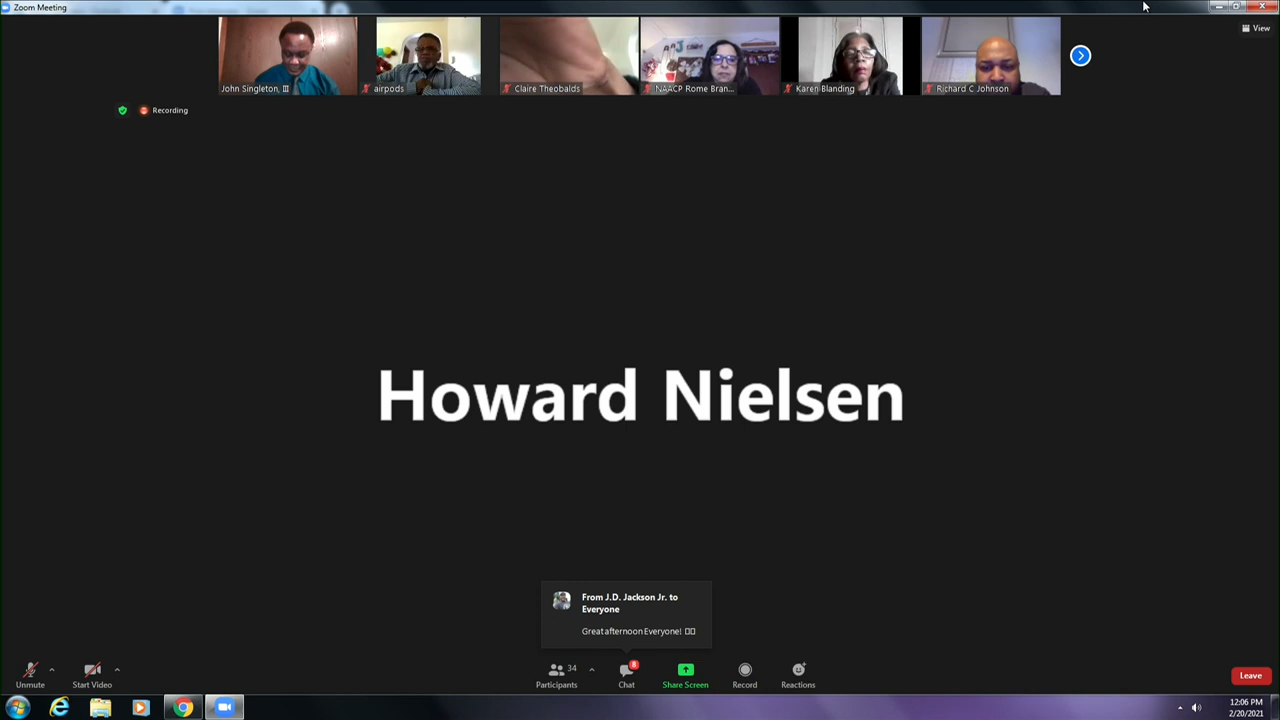 Zoom Meeting
View
John Singleton, III
airpods
Claire Theobalds
NAACP Rome Bran...
Karen Blanding
Richard C Johnson
Recording
Howard Nielsen
From J.D. Jackson Jr. to
Everyone
Great afternoon Everyone!
34
8
Unmute
Start Video
Participants
Chat
Share Screen
Record
Reactions
Leave
12:06 PM
2/20/2021